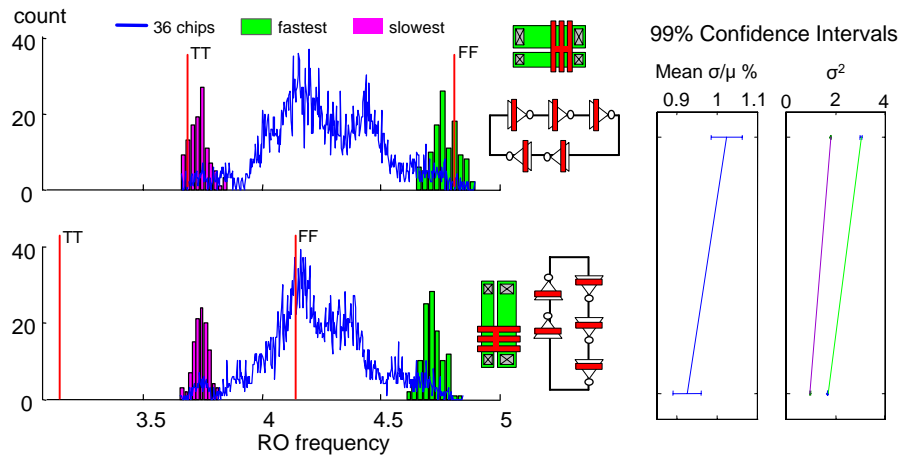 count
36 chips fastest slowest
99% Confidence Intervals
Mean σ/μ %
σ²
0.9 1 1.1
0 2 4
40
20
0
TT
FF
40
20
0
TT
FF
3.5 4 4.5 5
RO frequency